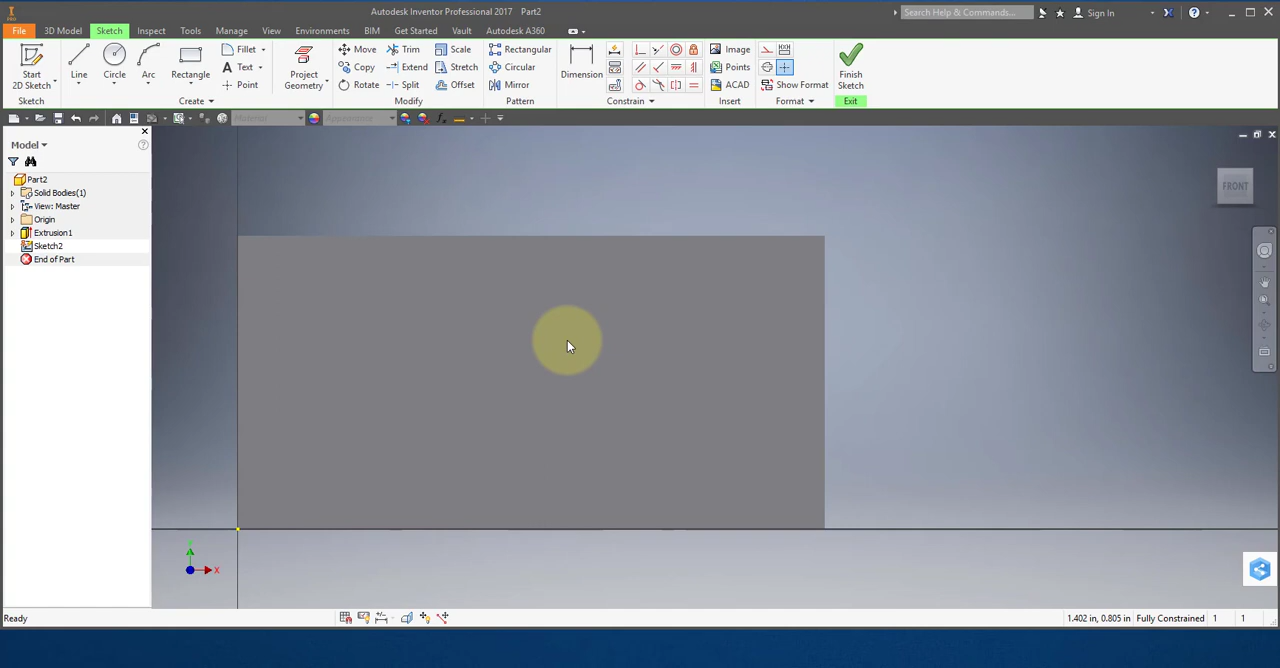 Autodesk Inventor Professional 2017 Part2
Search Help & Commands...
Sign In
PRO
File 3D Model Sketch Inspect Tools Manage View Environments BIM Get Started Vault Autodesk A360
Start
2D Sketch
Line
Circle
Arc
Rectangle
Fillet
Text
Point
Project
Geometry
Move
Copy
Rotate
Trim
Extend
Split
Scale
Stretch
Offset
Rectangular
Circular
Mirror
Dimension
Image
Points
ACAD
Show Format
Finish
Sketch
Sketch Create Modify Pattern Constrain Insert Format Exit
Material Appearance
Model
Part2
Solid Bodies(1)
View: Master
Origin
Extrusion1
Sketch2
End of Part
FRONT
X
Ready
1.402 in, 0.805 in Fully Constrained 1 1